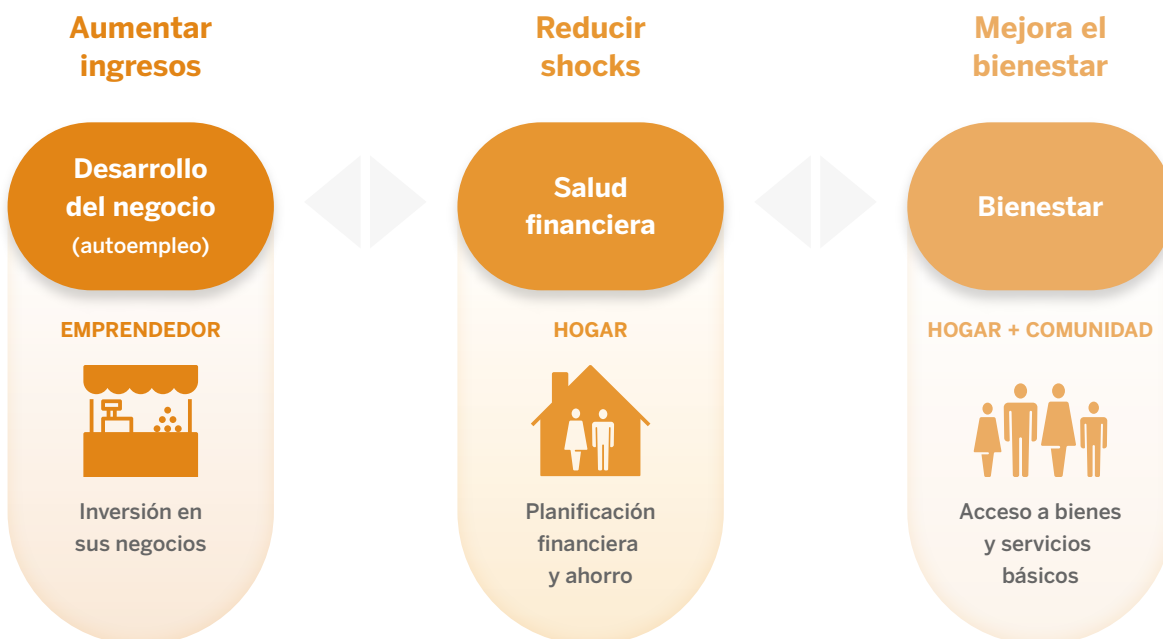 Aumentar
ingresos
Desarrollo
del negocio
(autoempleo)
EMPRENDEDOR
Inversión en
sus negocios
Reducir
shocks
Salud
financiera
HOGAR
Planificación
financiera
y ahorro
Mejora el
bienestar
Bienestar
HOGAR + COMUNIDAD
Acceso a bienes
y servicios
básicos